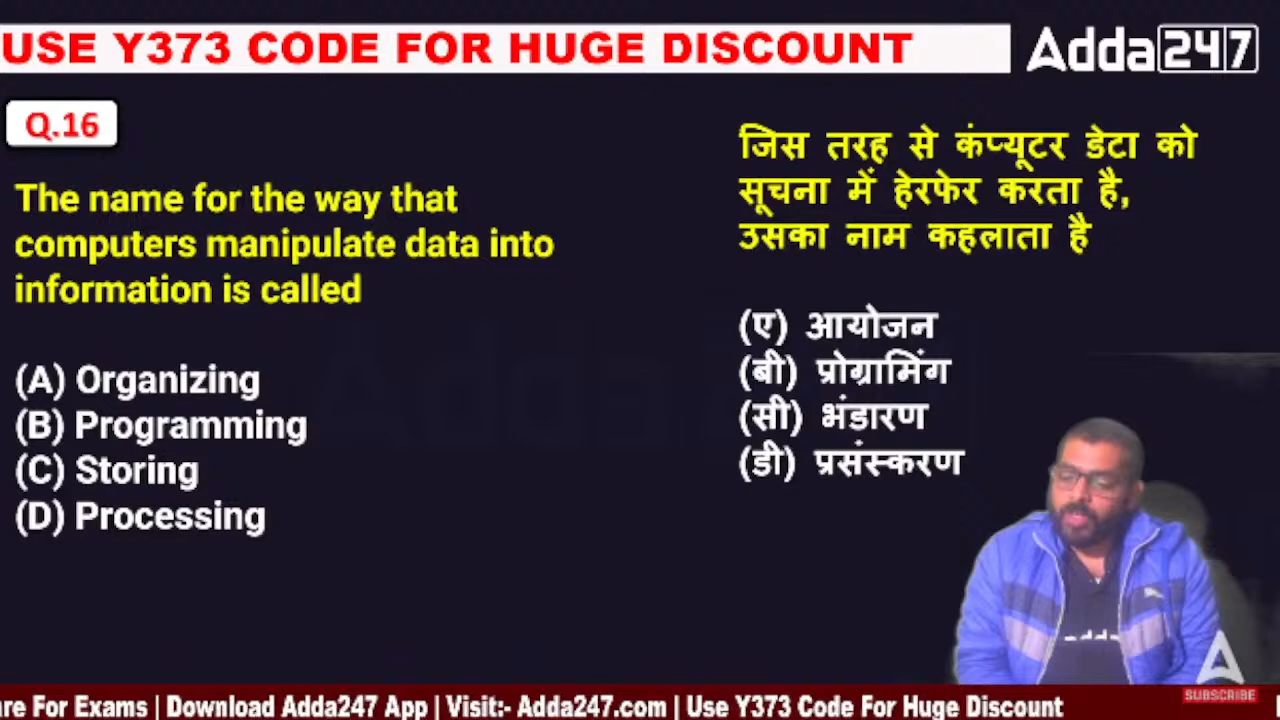 USE Y373 CODE FOR HUGE DISCOUNT
Adda247
Q.16
The name for the way that
computers manipulate data into
information is called
(A) Organizing
(B) Programming
(C) Storing
(D) Processing
जिस तरह से कंप्यूटर डेटा को
सूचना में हेरफेर करता है,
उसका नाम कहलाता है
(ए) आयोजन
(बी) प्रोग्रामिंग
(सी) भंडारण
(डी) प्रसंस्करण
SUBSCRIBE
For Exams | Download Adda247 App | Visit:- Adda247.com | Use Y373 Code For Huge Discount